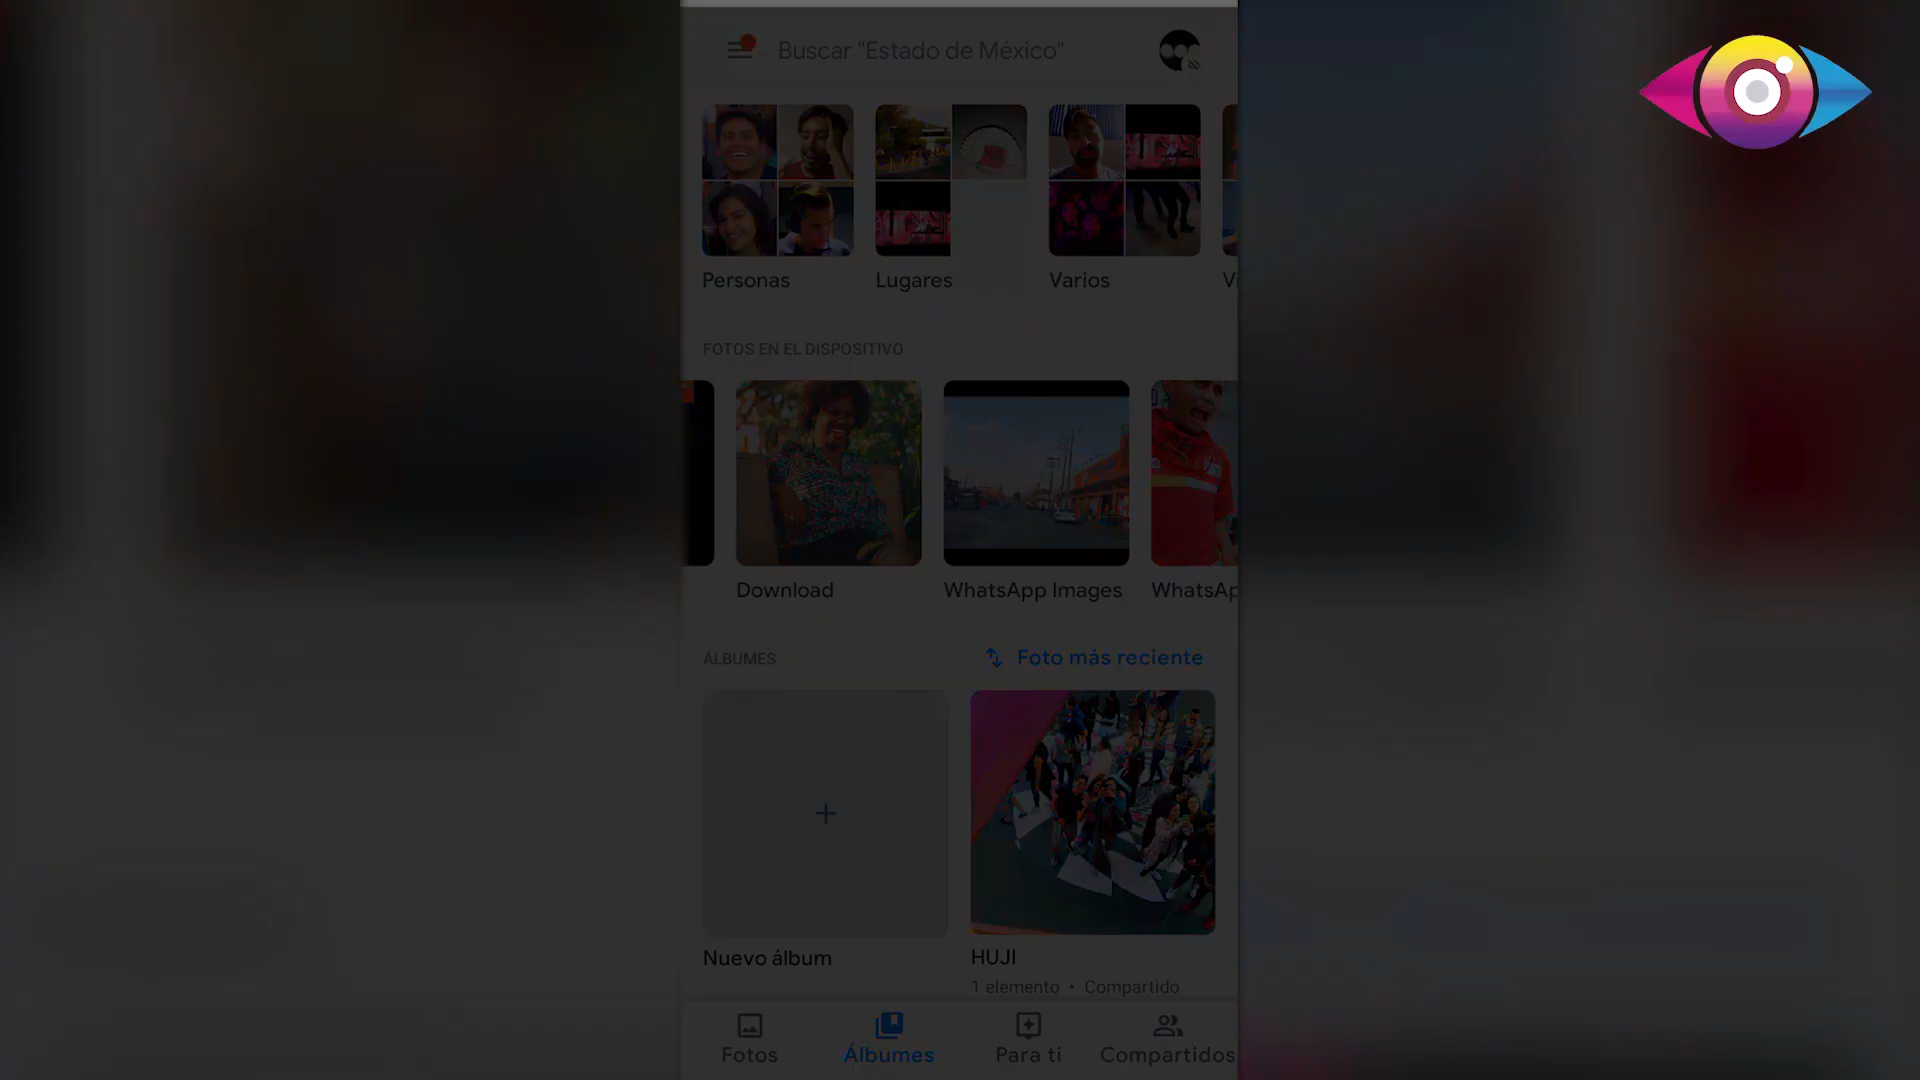 Buscar "Estado de México"
Personas
Lugares
Varios
FOTOS EN EL DISPOSITIVO
Download
WhatsApp Images
ÁLBUMES
Foto más reciente
Nuevo álbum
HUJI
1 elemento • Compartido
Fotos
Álbumes
Para ti
Compartidos